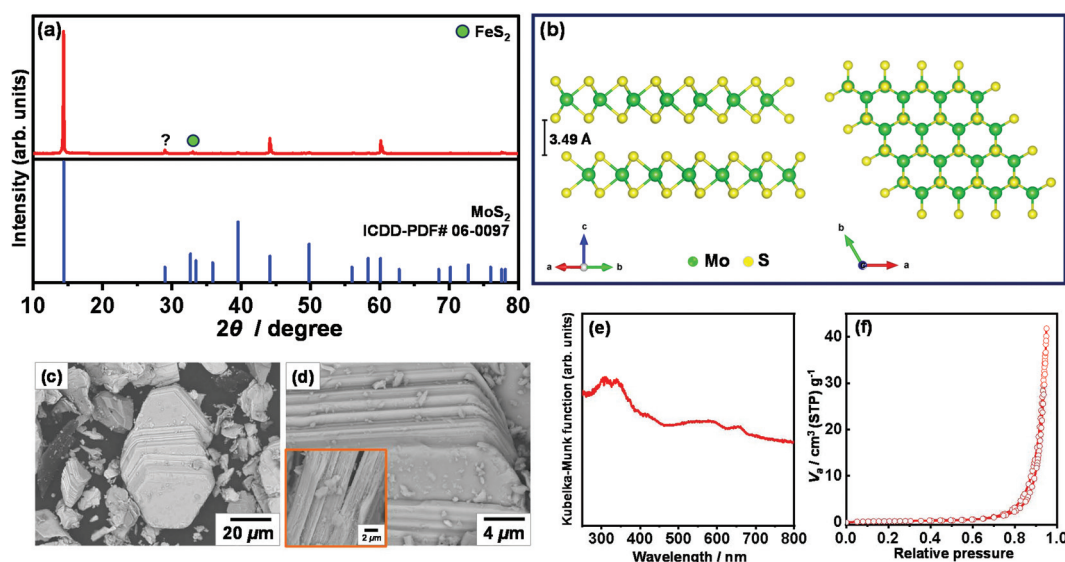 (a)
FeS₂
Intensity (arb. units)
?
MoS₂
ICDD-PDF# 06-0097
10 20 30 40 50 60 70 80
2θ / degree
(b)
3.49 A
c
a
b
Mo
S
b
c
a
(c)
20 µm
(d)
2 µm
4 µm
(e)
Kubelka-Munk function (arb. units)
300 400 500 600 700 800
Wavelength / nm
(f)
Vₐ / cm³ (STP) g⁻¹
40
30
20
10
0
0.0 0.2 0.4 0.6 0.8 1.0
Relative pressure